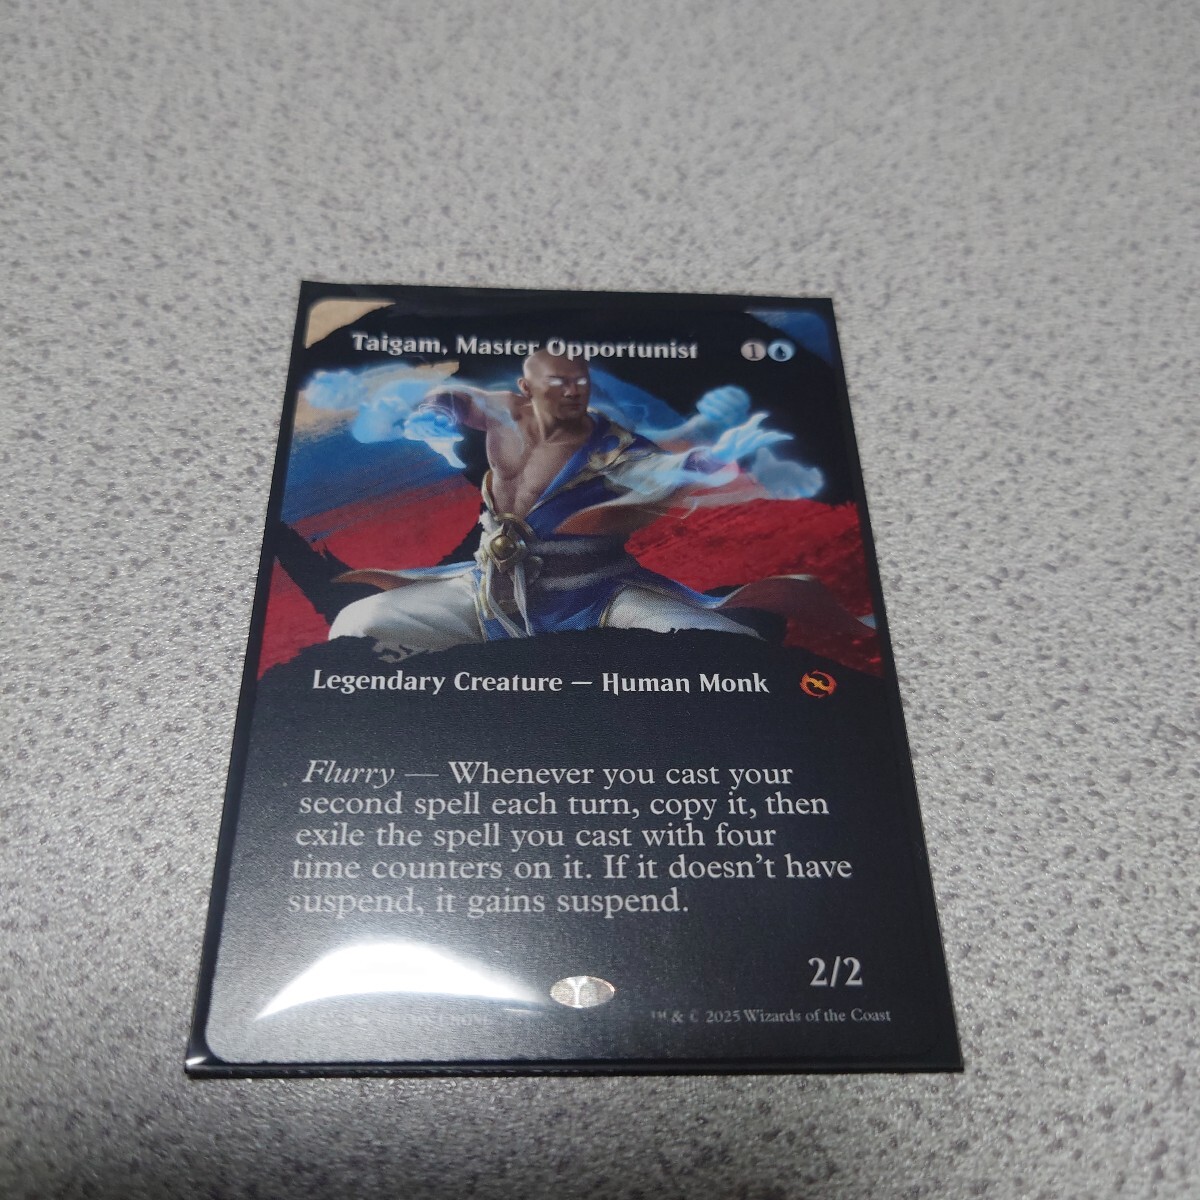 Taigam, Master Opportunist 1
Legendary Creature — Human Monk
Flurry — Whenever you cast your
second spell each turn, copy it, then
exile the spell you cast with four
time counters on it. If it doesn't have
suspend, it gains suspend.
2/2
™ & © 2025 Wizards of the Coast